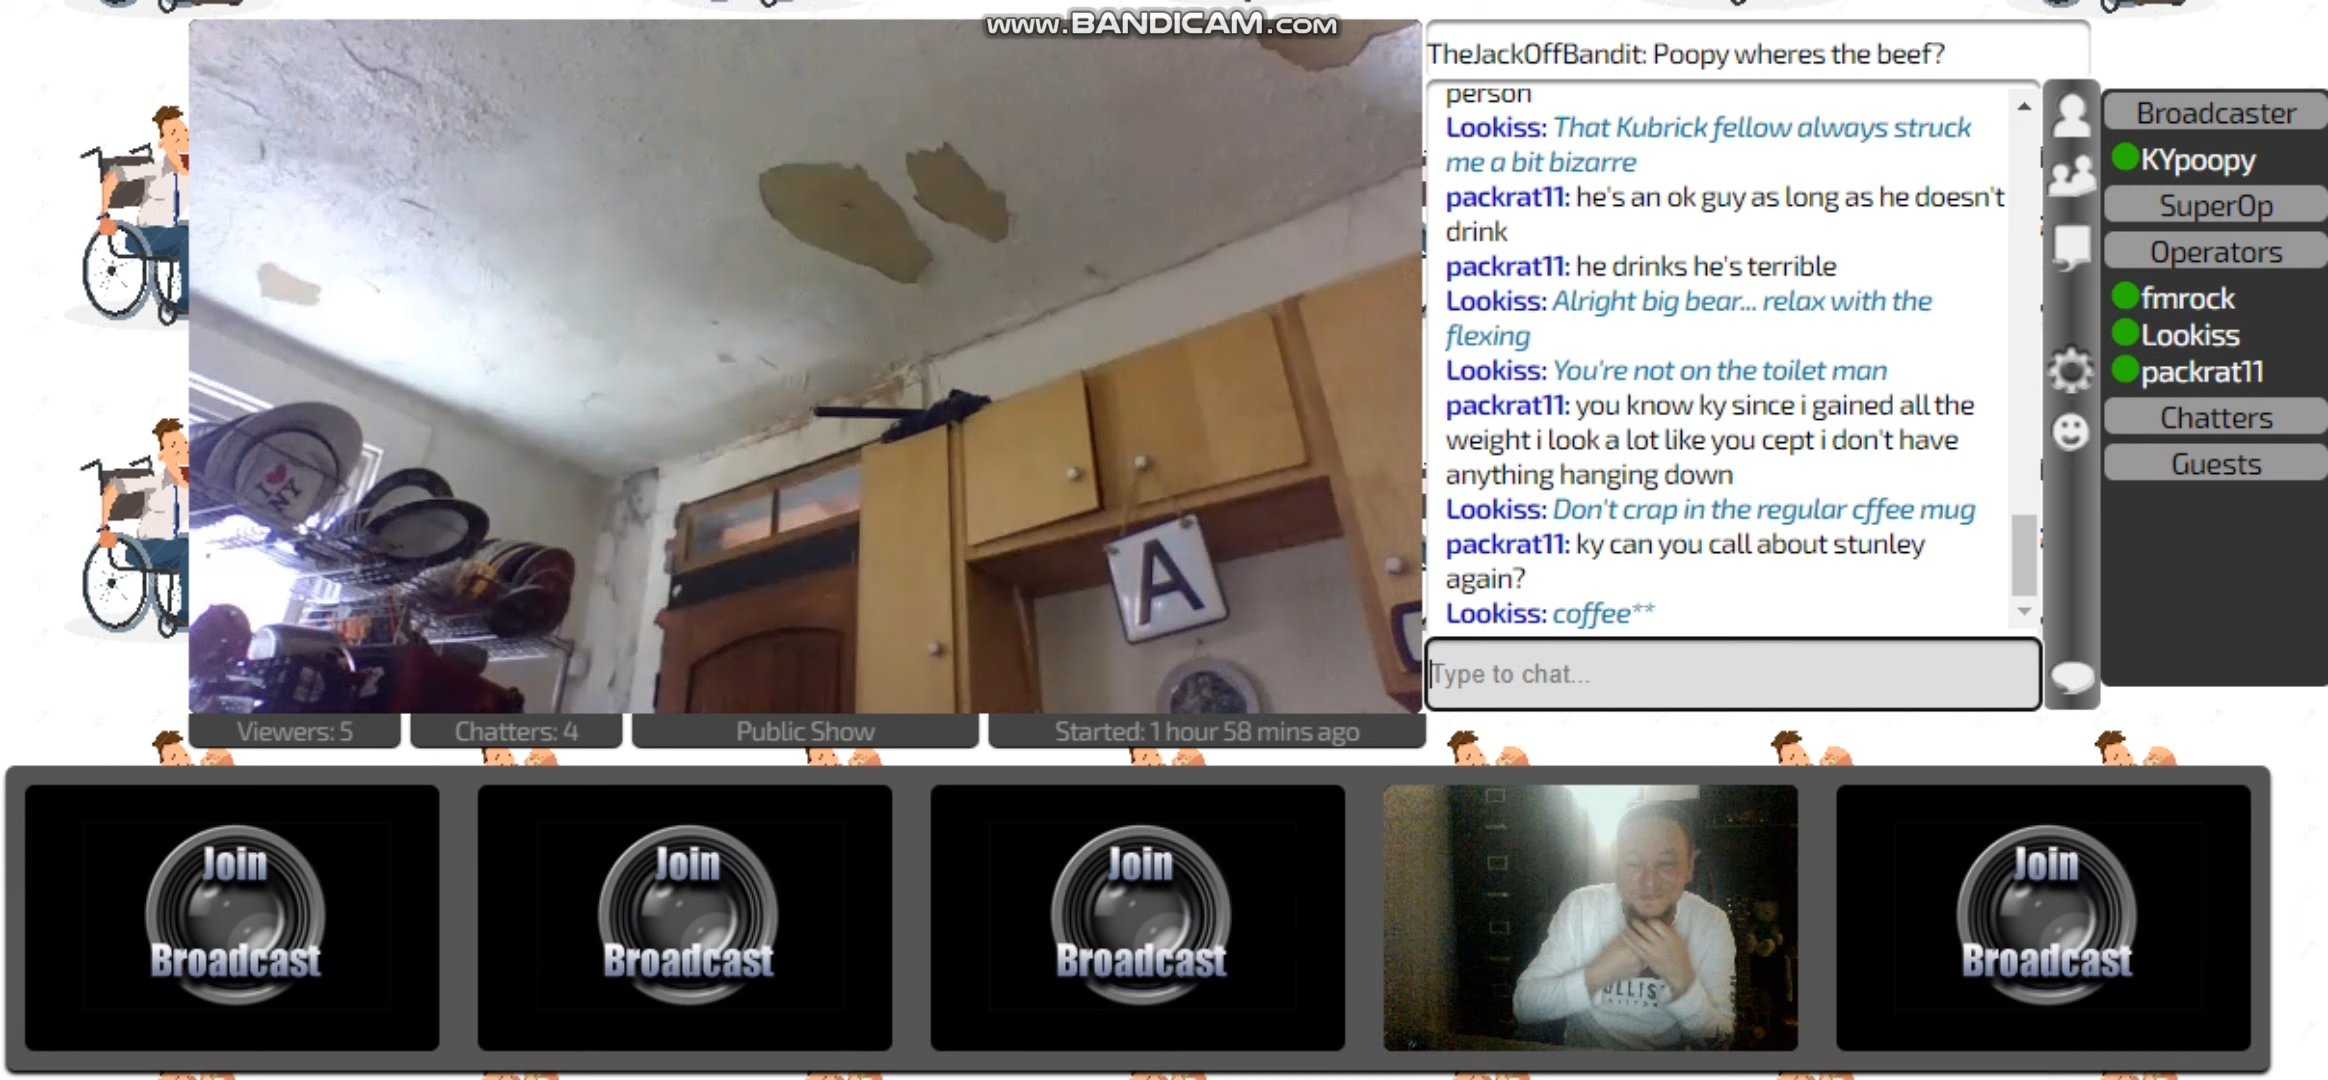 www.BANDICAM.com
TheJackOffBandit: Poopy wheres the beef?
person
Lookiss: That Kubrick fellow always struck
me a bit bizarre
packrat11: he's an ok guy as long as he doesn't
drink
packrat11: he drinks he's terrible
Lookiss: Alright big bear... relax with the
flexing
Lookiss: You're not on the toilet man
packrat11: you know ky since i gained all the
weight i look a lot like you cept i don't have
anything hanging down
Lookiss: Don't crap in the regular cffee mug
packrat11: ky can you call about stunley
again?
Lookiss: coffee**
Type to chat...
Broadcaster
KYpoopy
SuperOp
Operators
fmrock
Lookiss
packrat11
Chatters
Guests
I ♥
NY
A
Viewers: 5
Chatters: 4
Public Show
Started: 1 hour 58 mins ago
Join
Broadcast
Join
Broadcast
Join
Broadcast
Join
Broadcast